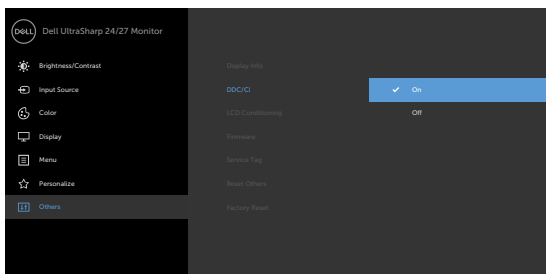 DELL
Dell UltraSharp 24/27 Monitor
Brightness/Contrast
Input Source
Color
Display
Menu
Personalize
Others
Display Info
DDC/CI
LCD Conditioning
Firmware
Service Tag
Reset Others
Factory Reset
On
Off